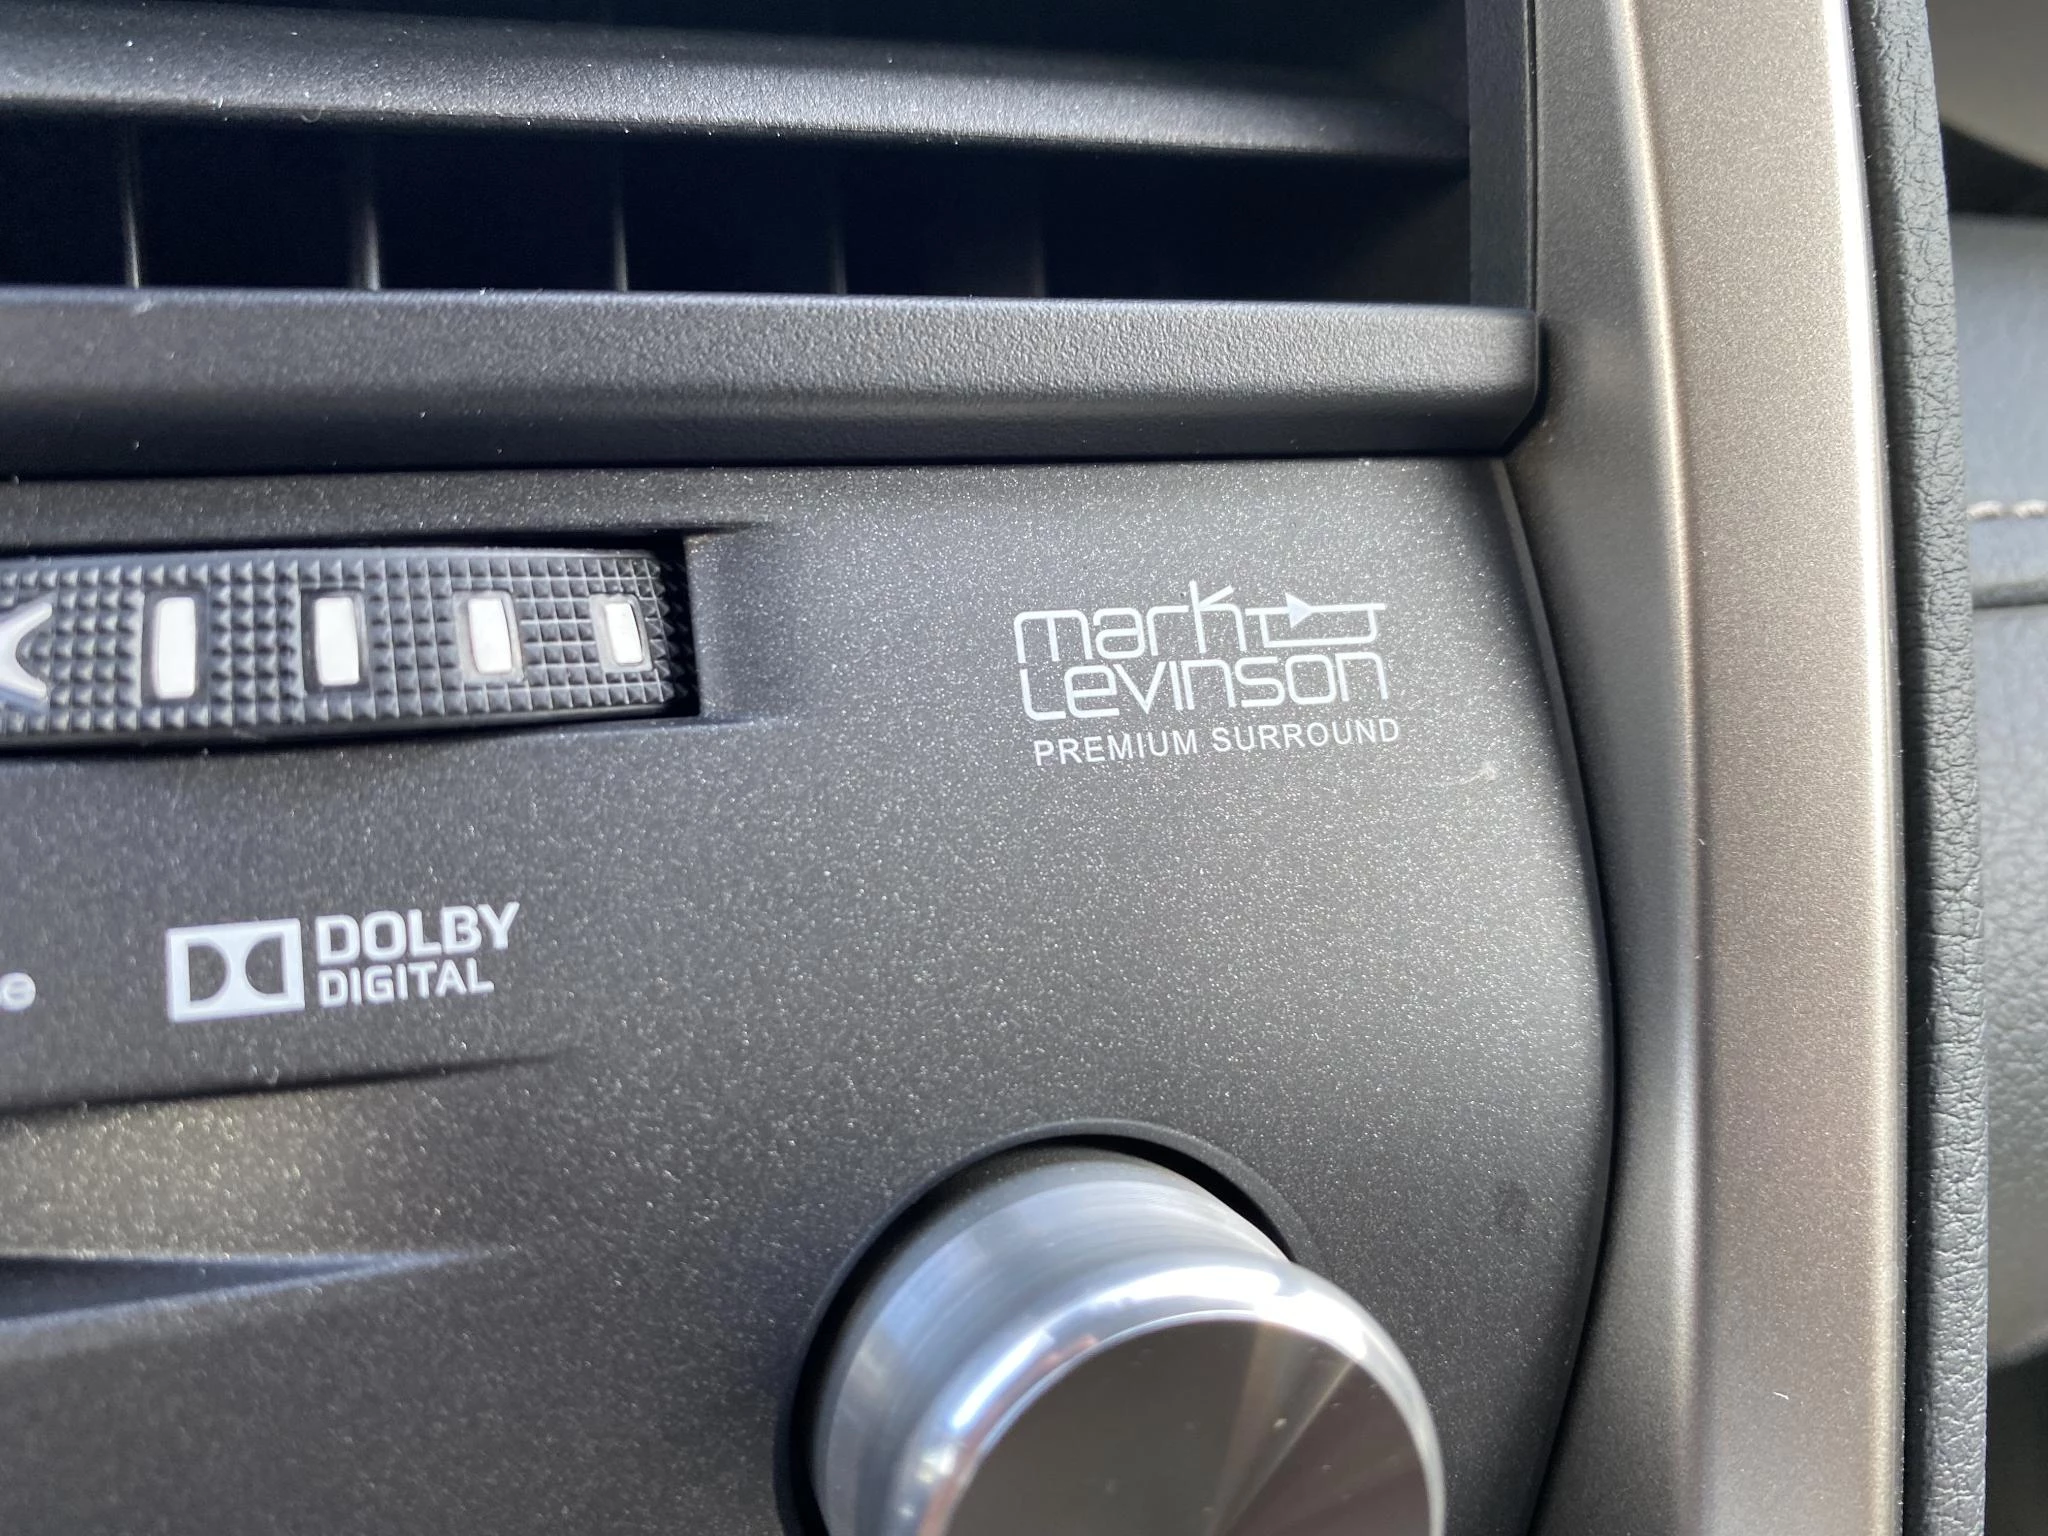 mark
Levinson
PREMIUM SURROUND
DOLBY
DIGITAL